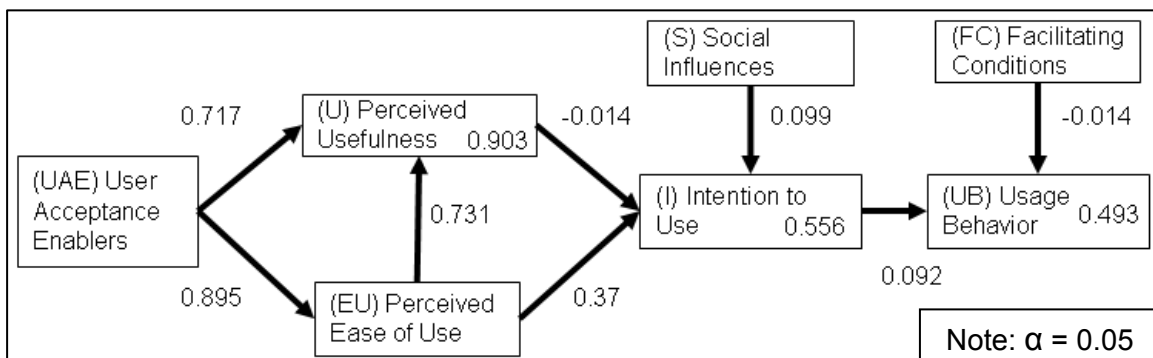 (S) Social
Influences
(FC) Facilitating
Conditions
0.717
(U) Perceived
Usefulness 0.903
-0.014
0.099
-0.014
(UAE) User
Acceptance
Enablers
0.731
(I) Intention to
Use 0.556
(UB) Usage
Behavior 0.493
0.092
0.895
(EU) Perceived
Ease of Use
0.37
Note: α = 0.05